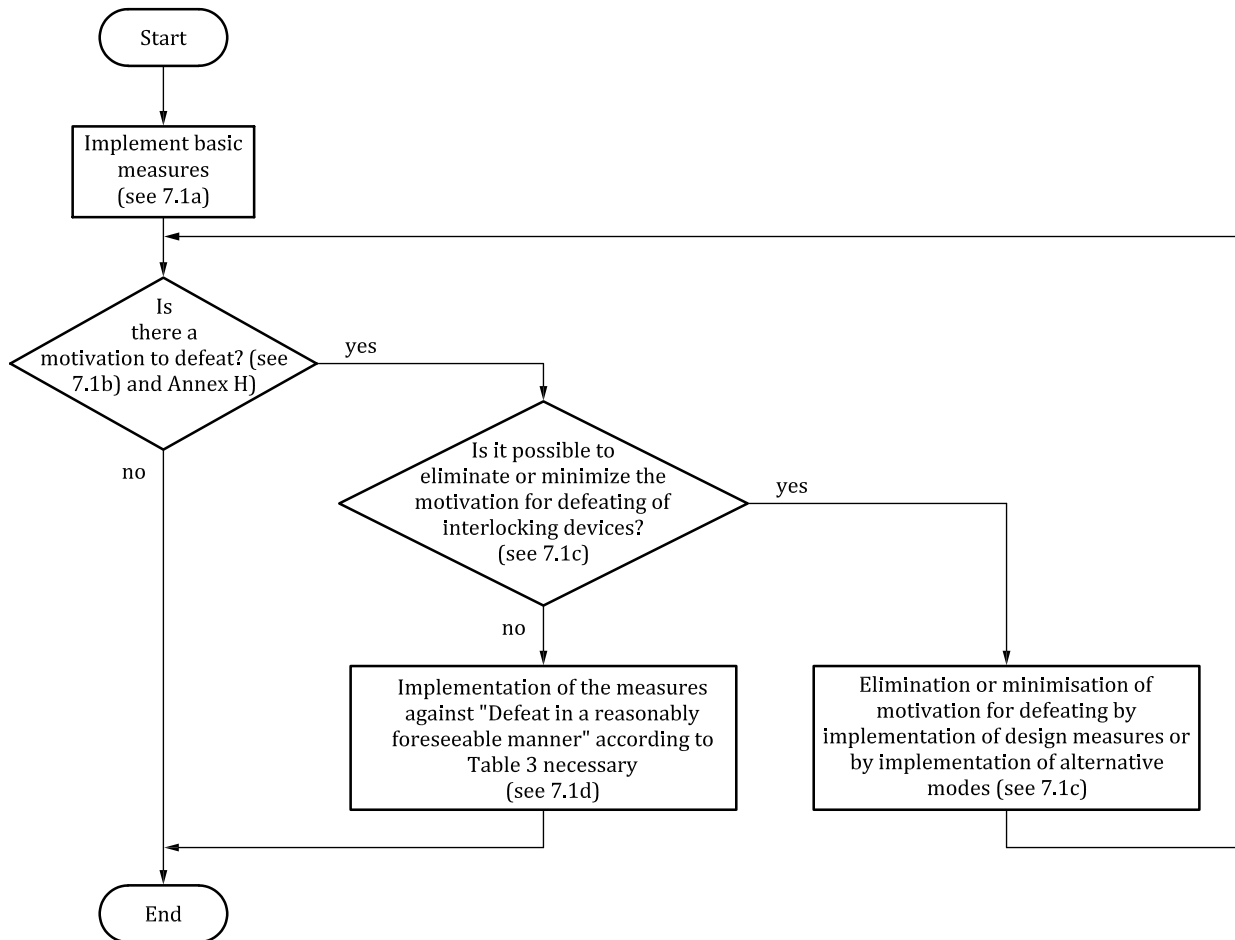 Start
Implement basic
measures
(see 7.1a)
Is
there a
motivation to defeat? (see
7.1b) and Annex H)
yes
no
Is it possible to
eliminate or minimize the
motivation for defeating of
interlocking devices?
(see 7.1c)
yes
no
Implementation of the measures
against "Defeat in a reasonably
foreseeable manner" according to
Table 3 necessary
(see 7.1d)
Elimination or minimisation of
motivation for defeating by
implementation of design measures or
by implementation of alternative
modes (see 7.1c)
End